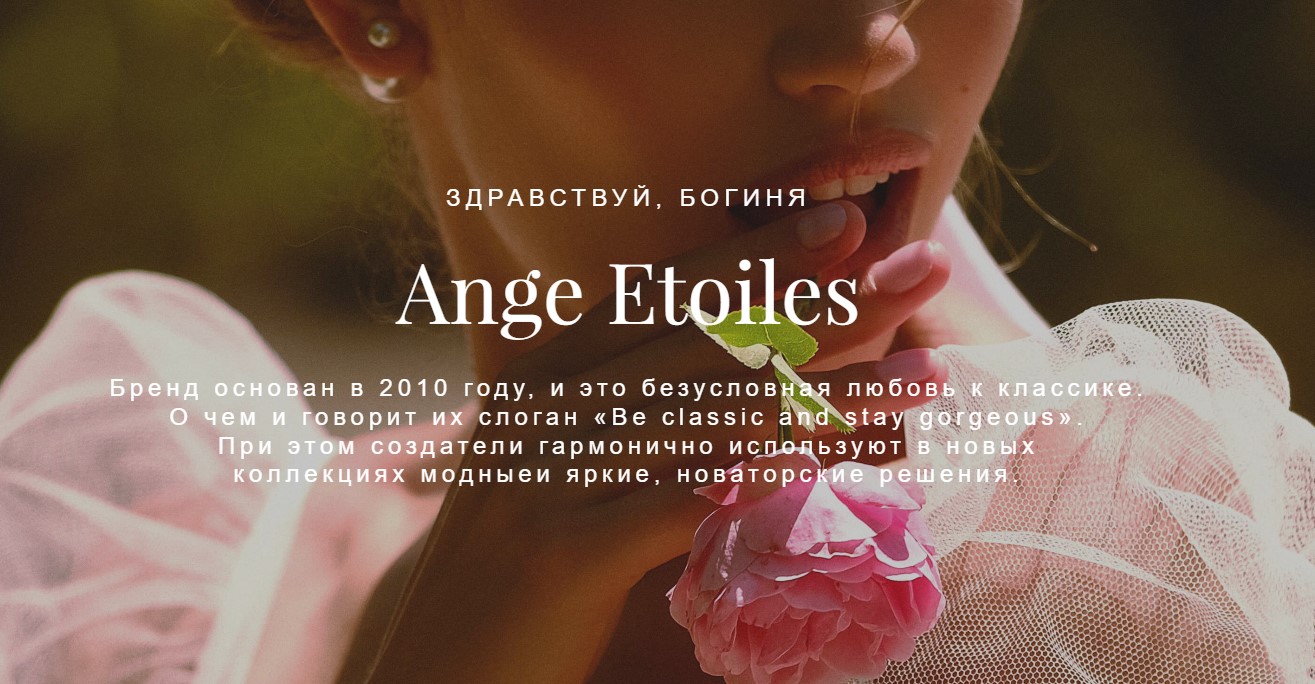 ЗДРАВСТВУЙ, БОГИНЯ
Ange Etoiles
Бренд основан в 2010 году, и это безусловная любовь к классике.
О чем и говорит их слоган «Be classic and stay gorgeous».
При этом создатели гармонично используют в новых
коллекциях модныеи яркие, новаторские решения.